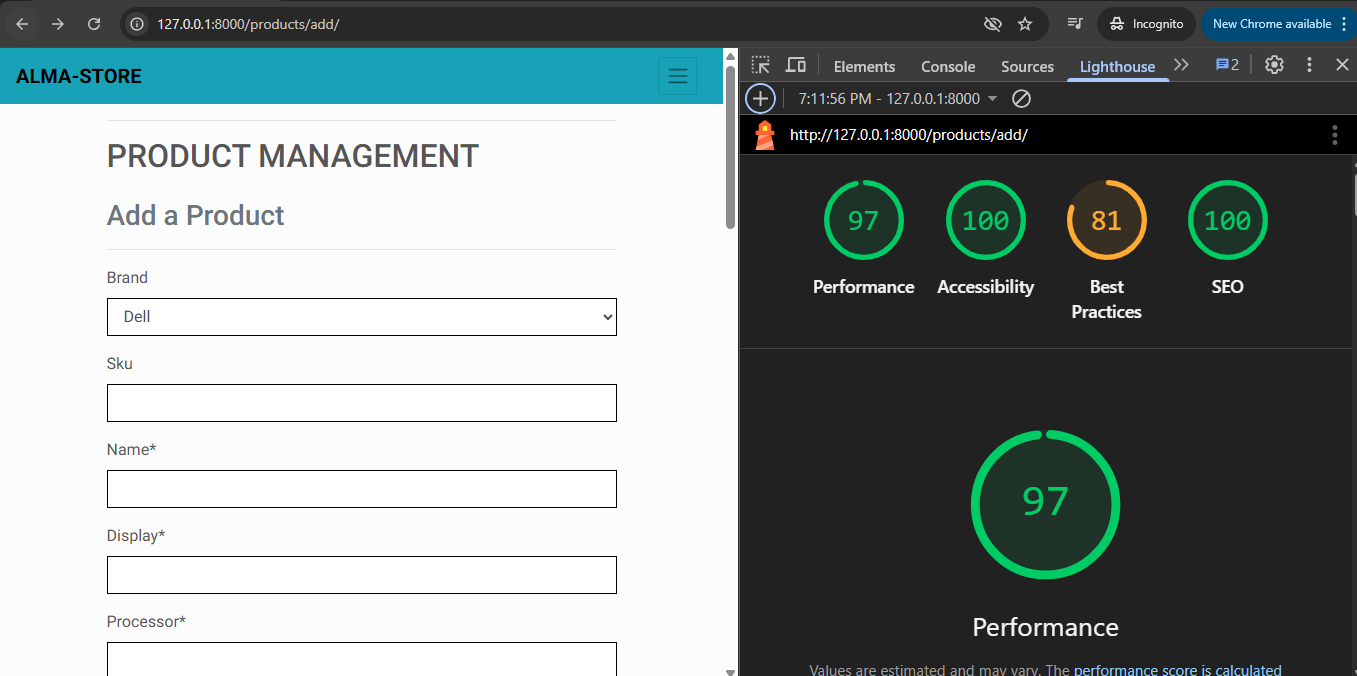 127.0.0.1:8000/products/add/
Incognito
New Chrome available
ALMA-STORE
PRODUCT MANAGEMENT
Add a Product
Brand
Dell
Sku
Name*
Display*
Processor*
Elements
Console
Sources
Lighthouse
2
7:11:56 PM - 127.0.0.1:8000
http://127.0.0.1:8000/products/add/
97
100
81
100
Performance
Accessibility
Best
Practices
SEO
97
Performance
Values are estimated and may vary. The performance score is calculated